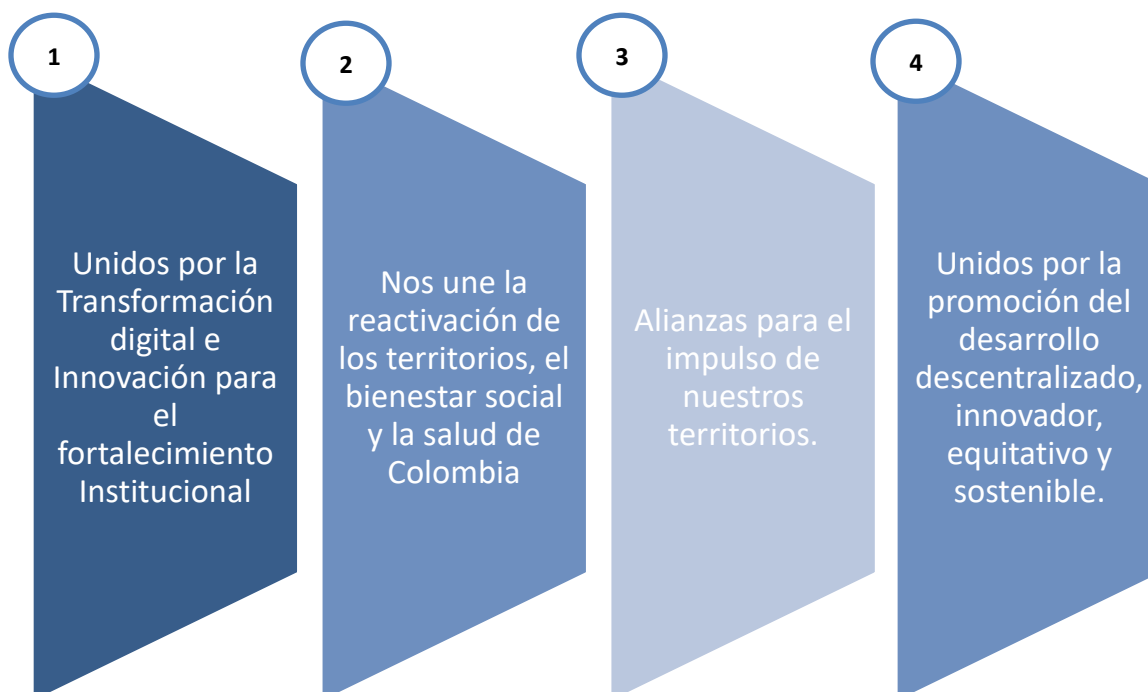 1
Unidos por la
Transformación
digital e
Innovación para
el
fortalecimiento
Institucional
2
Nos une la
reactivación de
los territorios, el
bienestar social
y la salud de
Colombia
3
Alianzas para el
impulso de
nuestros
territorios.
4
Unidos por la
promoción del
desarrollo
descentralizado,
innovador,
equitativo y
sostenible.